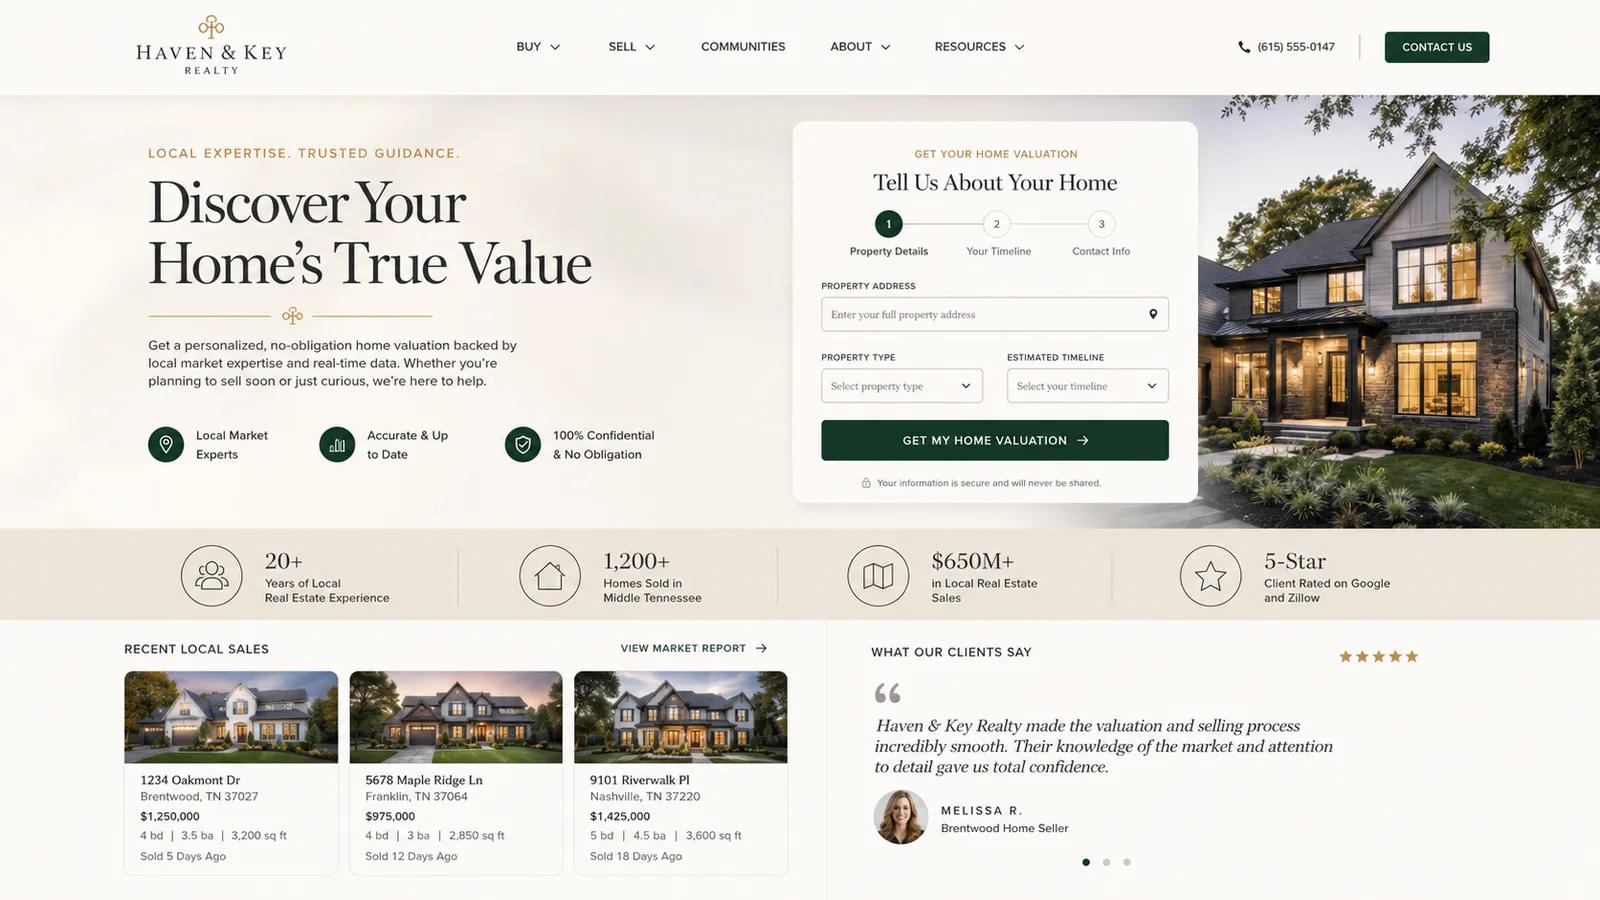 HAVEN & KEY
REALTY
BUY
SELL
COMMUNITIES
ABOUT
RESOURCES
(615) 555-0147
CONTACT US
LOCAL EXPERTISE. TRUSTED GUIDANCE.
Discover Your
Home’s True Value
Get a personalized, no-obligation home valuation backed by
local market expertise and real-time data. Whether you’re
planning to sell soon or just curious, we’re here to help.
Local Market
Experts
Accurate & Up
to Date
100% Confidential
& No Obligation
GET YOUR HOME VALUATION
Tell Us About Your Home
1
2
3
Property Details
Your Timeline
Contact Info
PROPERTY ADDRESS
Enter your full property address
PROPERTY TYPE
ESTIMATED TIMELINE
Select property type
Select your timeline
GET MY HOME VALUATION
Your information is secure and will never be shared.
20+
Years of Local
Real Estate Experience
1,200+
Homes Sold in
Middle Tennessee
$650M+
in Local Real Estate
Sales
5-Star
Client Rated on Google
and Zillow
RECENT LOCAL SALES
VIEW MARKET REPORT
1234 Oakmont Dr
Brentwood, TN 37027
$1,250,000
4 bd | 3.5 ba | 3,200 sq ft
Sold 5 Days Ago
5678 Maple Ridge Ln
Franklin, TN 37064
$975,000
4 bd | 3 ba | 2,850 sq ft
Sold 12 Days Ago
9101 Riverwalk Pl
Nashville, TN 37220
$1,425,000
5 bd | 4.5 ba | 3,600 sq ft
Sold 18 Days Ago
WHAT OUR CLIENTS SAY
“
Haven & Key Realty made the valuation and selling process
incredibly smooth. Their knowledge of the market and attention
to detail gave us total confidence.
MELISSA R.
Brentwood Home Seller